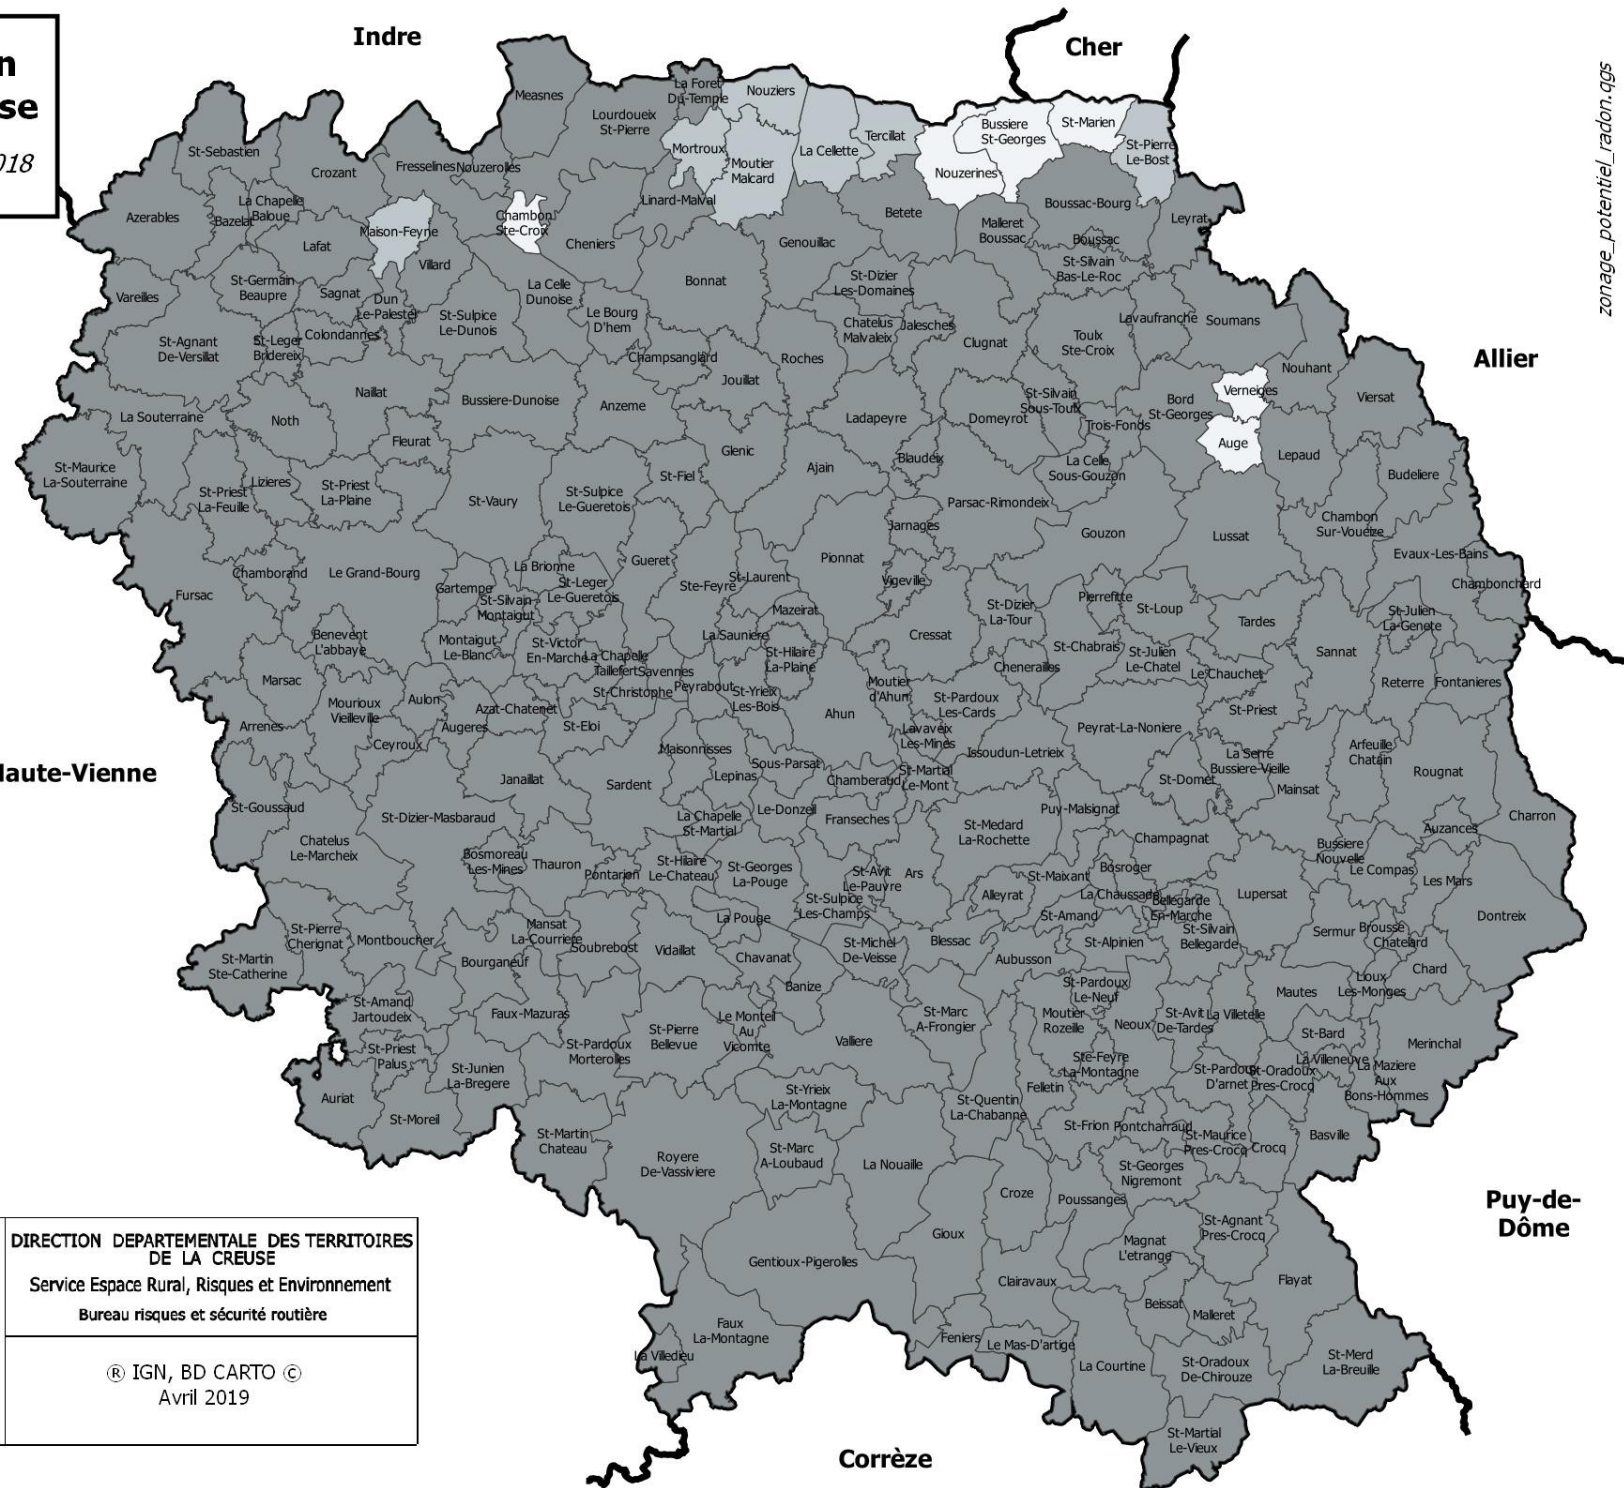 Indre
Cher
n
se
018
zonage_potentiel_radon.qgs
Measnes
La Foret
Du-Temple
Nouziers
Lourdoueix
St-Pierre
Bussiere
St-Georges
St-Marien
Tercillat
St-Pierre
Le-Bost
Mortroux
Moutier
Malcard
La Cellette
St-Sebastien
Crozant
Fresselines
Nouzerolles
Nouzerines
Linard-Malval
Azerables
Bazelat
La Chapelle
Baloue
Maison-Feyne
Chambon
Ste-Croix
Betete
Malleret
Boussac
Boussac-Bourg
Boussac
Leyrat
Lafat
Cheniers
Genouillac
Villard
St-Silvain
Bas-Le-Roc
Vareilles
St-Germain
Beaupre
Sagnat
Dun
Le-Palestel
La Celle
Dunoise
Bonnat
St-Dizier
Les-Domaines
St-Agnant
De-Versillat
St-Leger
Bridereix
Colondannes
St-Sulpice
Le-Dunois
Le Bourg
D'hem
Chatelus
Malvaleix
Jalesches
Clugnat
Toulx
Ste-Croix
Lavaufranche
Soumans
Allier
Champsanglard
Roches
Jouillat
Nouhant
Viersat
Naillat
Bussiere-Dunoise
Anzeme
Ladapeyre
Domeyrot
St-Silvain
Sous-Toulx
Trois-Fonds
Bord
St-Georges
Verneiges
Auge
Lepaud
La Souterraine
Noth
Fleurat
Glenic
Ajain
Blaudeix
La Celle
Sous-Gouzon
Budeliere
St-Maurice
La-Souterraine
St-Priest
La-Feuille
Lizieres
St-Priest
La-Plaine
St-Vaury
St-Sulpice
Le-Gueretois
St-Fiel
Parsac-Rimondeix
Jarnages
Gouzon
Lussat
Chambon
Sur-Voueize
Evaux-Les-Bains
Chambonchard
Fursac
Chamborand
Le Grand-Bourg
Gartempe
La Brionne
St-Leger
Le-Gueretois
Gueret
Ste-Feyre
St-Laurent
Pionnat
Vigeville
St-Silvain
Montaigut
Mazeirat
St-Dizier
La-Tour
Pierrefitte
St-Loup
Tardes
St-Julien
La-Genete
Benevent
L'abbaye
Montaigut
Le-Blanc
St-Victor
En-Marche
La Chapelle
Taillefert
Savennes
La Sauniere
St-Hilaire
La-Plaine
Cressat
St-Chabrais
St-Julien
Le-Chatel
Sannat
Marsac
Mourioux
Vieilleville
Aulon
Augeres
Azat-Chatenet
St-Christophe
Peyrabout
St-Yrieix
Les-Bois
Moutier
d'Ahun
Chenerailles
Le Chauchet
Reterre
Fontanieres
Arrenes
Ceyroux
St-Eloi
Ahun
St-Pardoux
Les-Cards
Lavaveix
Les-Mines
Issoudun-Letrieix
Peyrat-La-Noniere
St-Priest
Haute-Vienne
Janaillat
Sardent
Maisonnisses
Lepinas
Sous-Parsat
Chamberaud
St-Martial
Le-Mont
St-Domet
La Serre
Bussiere-Vieille
Mainsat
Arfeuille
Chatain
Rougnat
St-Goussaud
St-Dizier-Masbaraud
La Chapelle
St-Martial
Le-Donzeil
Franseches
St-Medard
La-Rochette
Puy-Malsignat
Champagnat
Auzances
Charron
Chatelus
Le-Marcheix
Bosmoreau
Les-Mines
Thauron
Pontarion
St-Hilaire
Le-Chateau
St-Georges
La-Pouge
St-Avit
Le-Pauvre
Ars
Alleyrat
St-Maixant
Bosroger
La Chaussade
Bellegarde
En-Marche
Lupersat
Bussiere
Nouvelle
Le Compas
Les Mars
Dontreix
St-Sulpice
Les-Champs
St-Amand
St-Silvain
Bellegarde
St-Pierre
Cherignat
Montboucher
Mansat
La-Courriere
Soubrebost
Vidaillat
La Pouge
Chavanat
St-Michel
De-Veisse
Blessac
Aubusson
St-Alpinien
Sermur
Brousse
Chatelard
St-Martin
Ste-Catherine
Bourganeuf
Banize
St-Pardoux
Le-Neuf
Mautes
Lioux
Les-Monges
Chard
St-Amand
Jartoudeix
Faux-Mazuras
Le Monteil
Au
Vicomte
St-Marc
A-Frongier
Moutier
Rozeille
Neoux
St-Avit
De-Tardes
La Villetelle
St-Bard
Merinchal
St-Priest
Palus
St-Junien
La-Bregere
St-Pardoux
Morterolles
St-Pierre
Bellevue
Valliere
Ste-Feyre
La-Montagne
Felletin
St-Pardoux
D'arnet
St-Oradoux
Pres-Crocq
La Villeneuve
La Maziere
Aux
Bons-Hommes
Auriat
St-Moreil
St-Yrieix
La-Montagne
St-Quentin
La-Chabanne
St-Frion
Pontcharraud
St-Maurice
Pres-Crocq
Crocq
Basville
St-Martin
Chateau
Royere
De-Vassiviere
St-Marc
A-Loubaud
La Nouaille
Croze
St-Georges
Nigremont
Poussanges
Puy-de-
Dôme
Gioux
St-Agnant
Pres-Crocq
Magnat
L'etrange
Gentioux-Pigerolles
Clairavaux
Flayat
Beissat
Malleret
Faux
La-Montagne
La Villedieu
Feniers
Le Mas-D'artige
La Courtine
St-Oradoux
De-Chirouze
St-Merd
La-Breuille
St-Martial
Le-Vieux
Corrèze
DIRECTION DEPARTEMENTALE DES TERRITOIRES
DE LA CREUSE
Service Espace Rural, Risques et Environnement
Bureau risques et sécurité routière
® IGN, BD CARTO ©
Avril 2019